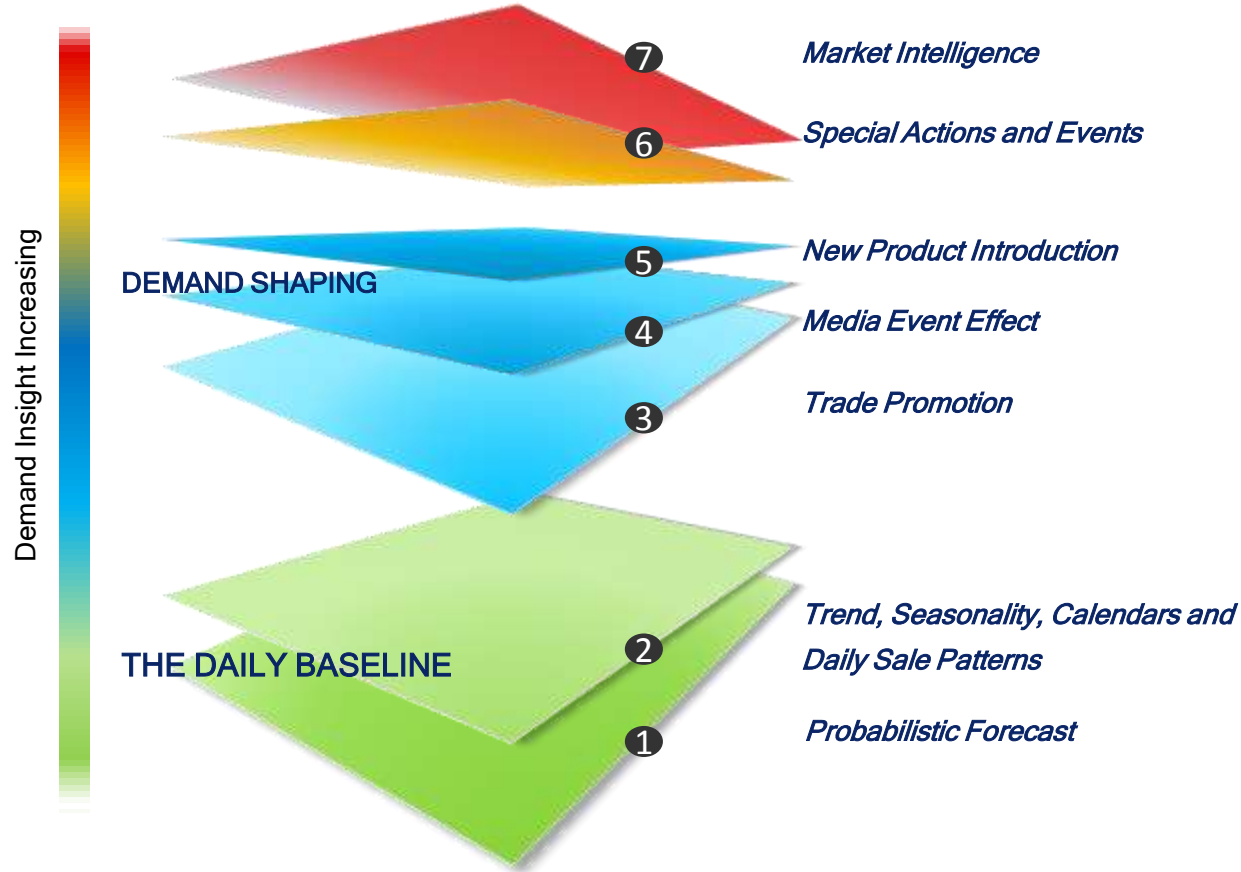 7
Market Intelligence
6
Special Actions and Events
5
New Product Introduction
DEMAND SHAPING
4
Media Event Effect
3
Trade Promotion
Demand Insight Increasing
2
Trend, Seasonality, Calendars and
Daily Sale Patterns
THE DAILY BASELINE
1
Probabilistic Forecast